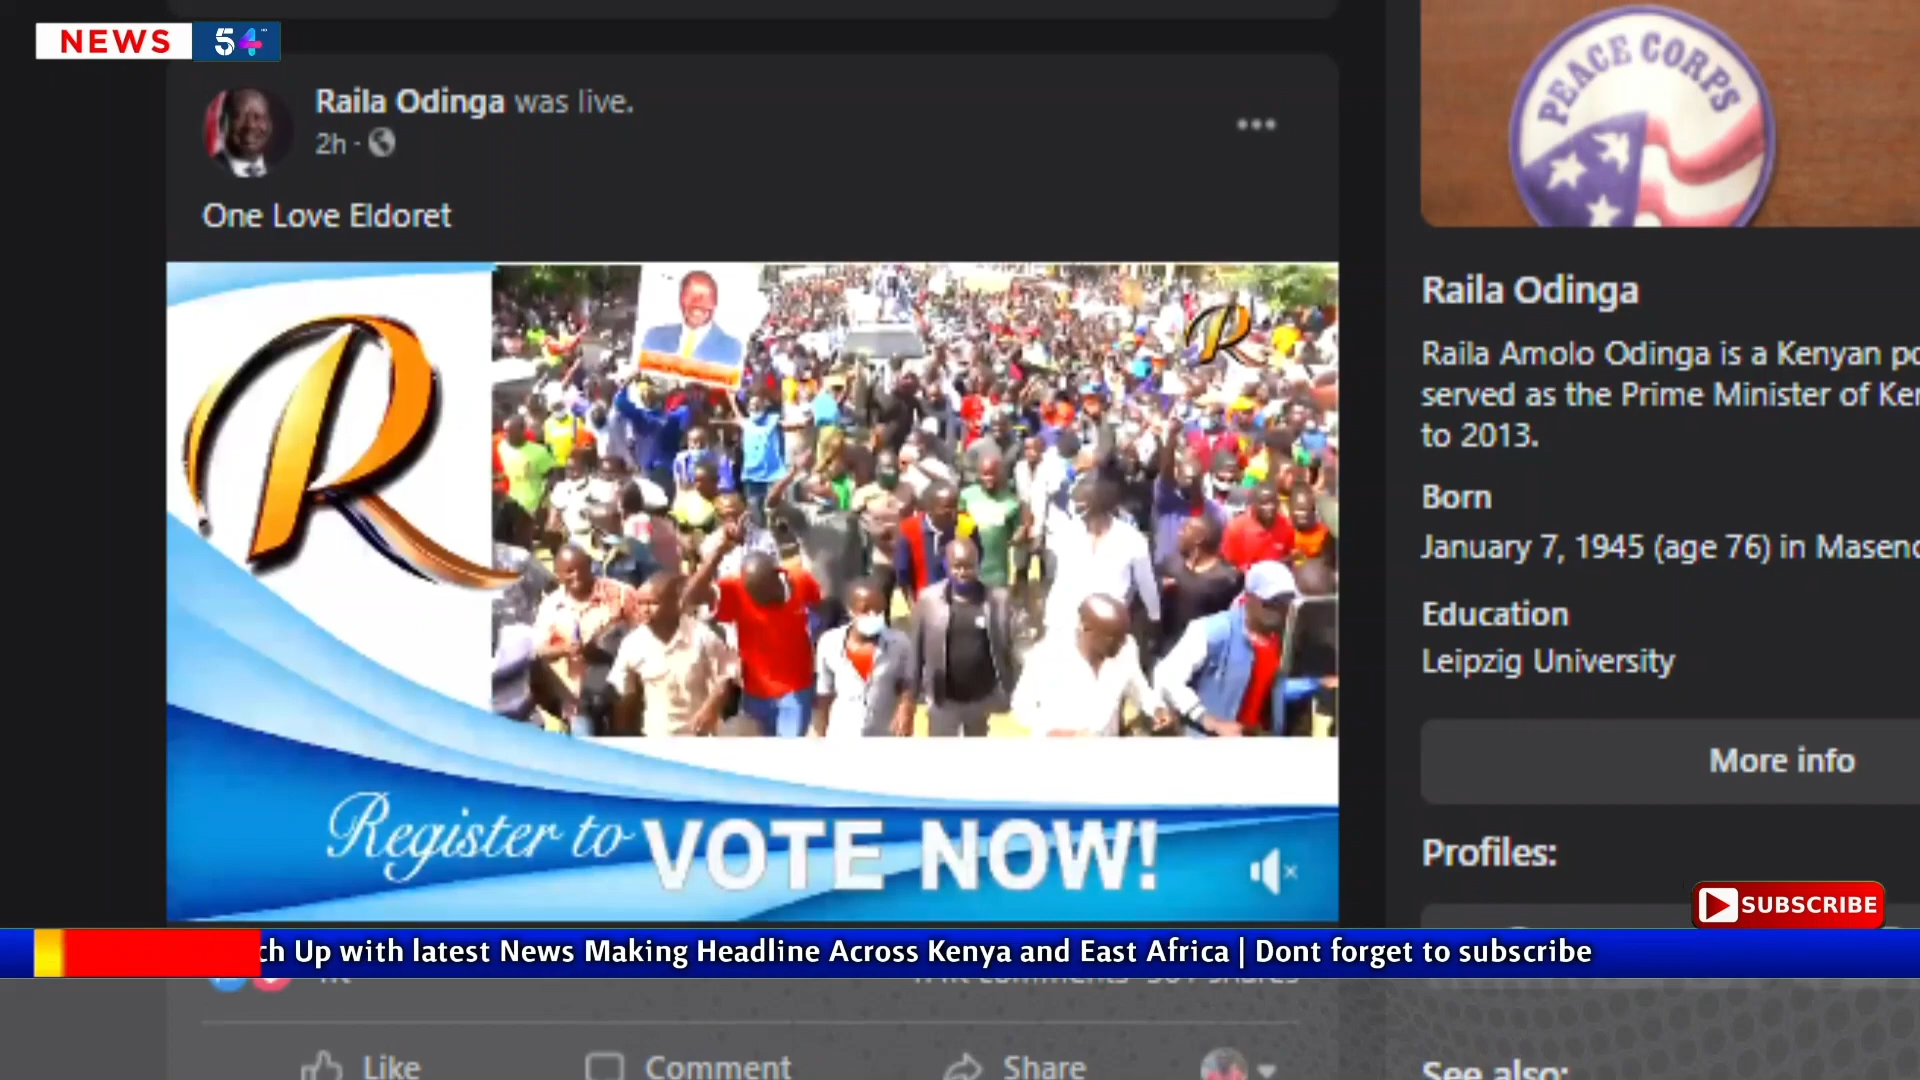 NEWS 54
Raila Odinga was live.
2h ·
One Love Eldoret
R
R
Register to VOTE NOW!
PEACE CORPS
Raila Odinga
Raila Amolo Odinga is a Kenyan po
served as the Prime Minister of Ken
to 2013.
Born
January 7, 1945 (age 76) in Maseno
Education
Leipzig University
More info
Profiles:
SUBSCRIBE
ch Up with latest News Making Headline Across Kenya and East Africa | Dont forget to subscribe
Like
Comment
Share
See also: